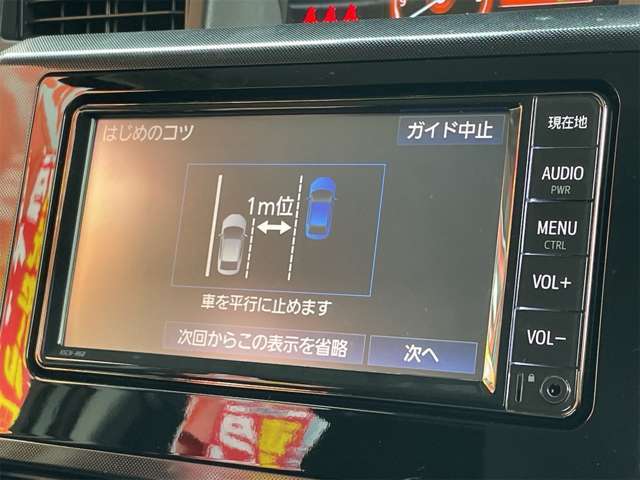 はじめのコツ
ガイド中止
1m位
車を平行に止めます
次回からこの表示を省略
次へ
現在地
AUDIO
PWR
MENU
CTRL
VOL+
VOL-